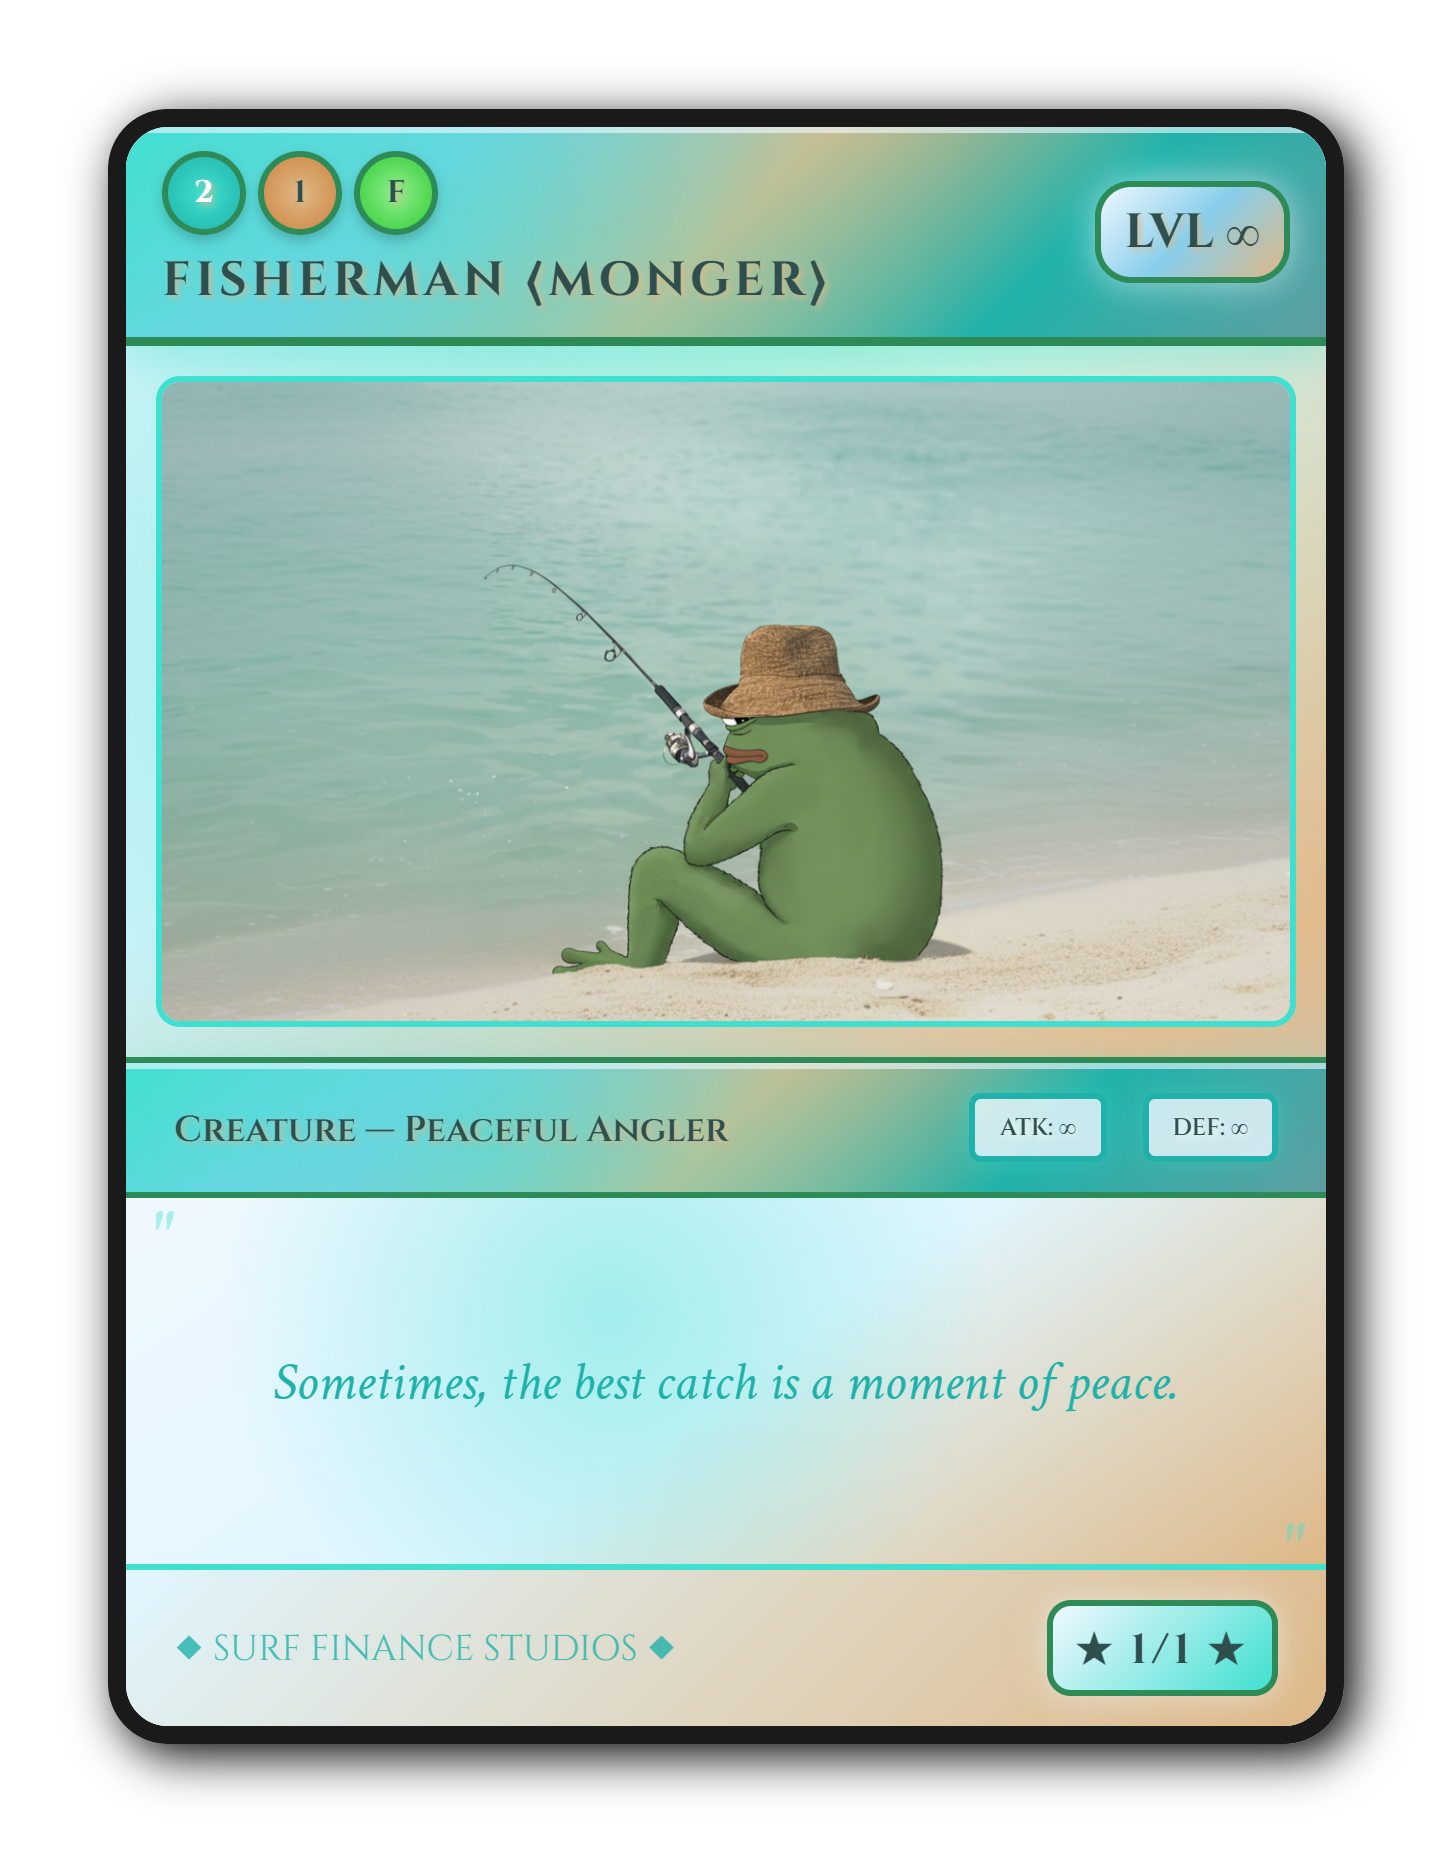 2 1 F
FISHERMAN ⟨MONGER⟩
LVL ∞
CREATURE — PEACEFUL ANGLER
ATK: ∞
DEF: ∞
"
Sometimes, the best catch is a moment of peace.
"
◆ SURF FINANCE STUDIOS ◆
★ 1/1 ★